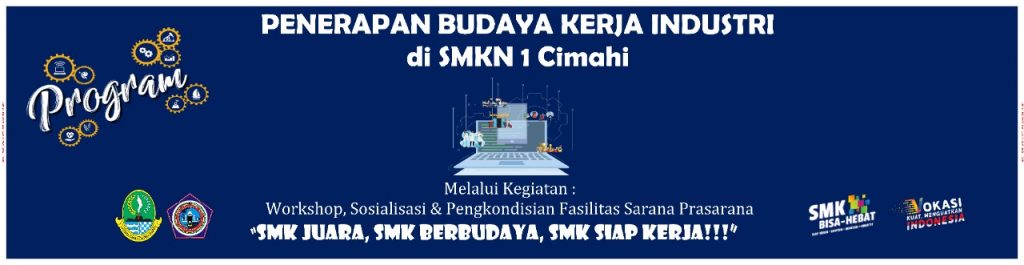 PENERAPAN BUDAYA KERJA INDUSTRI
di SMKN 1 Cimahi
Program
Melalui Kegiatan :
Workshop, Sosialisasi & Pengkondisian Fasilitas Sarana Prasarana
"SMK JUARA, SMK BERBUDAYA, SMK SIAP KERJA!!!"
SMK
BISA-HEBAT
VOKASI
KUAT, MENGUATKAN
INDONESIA